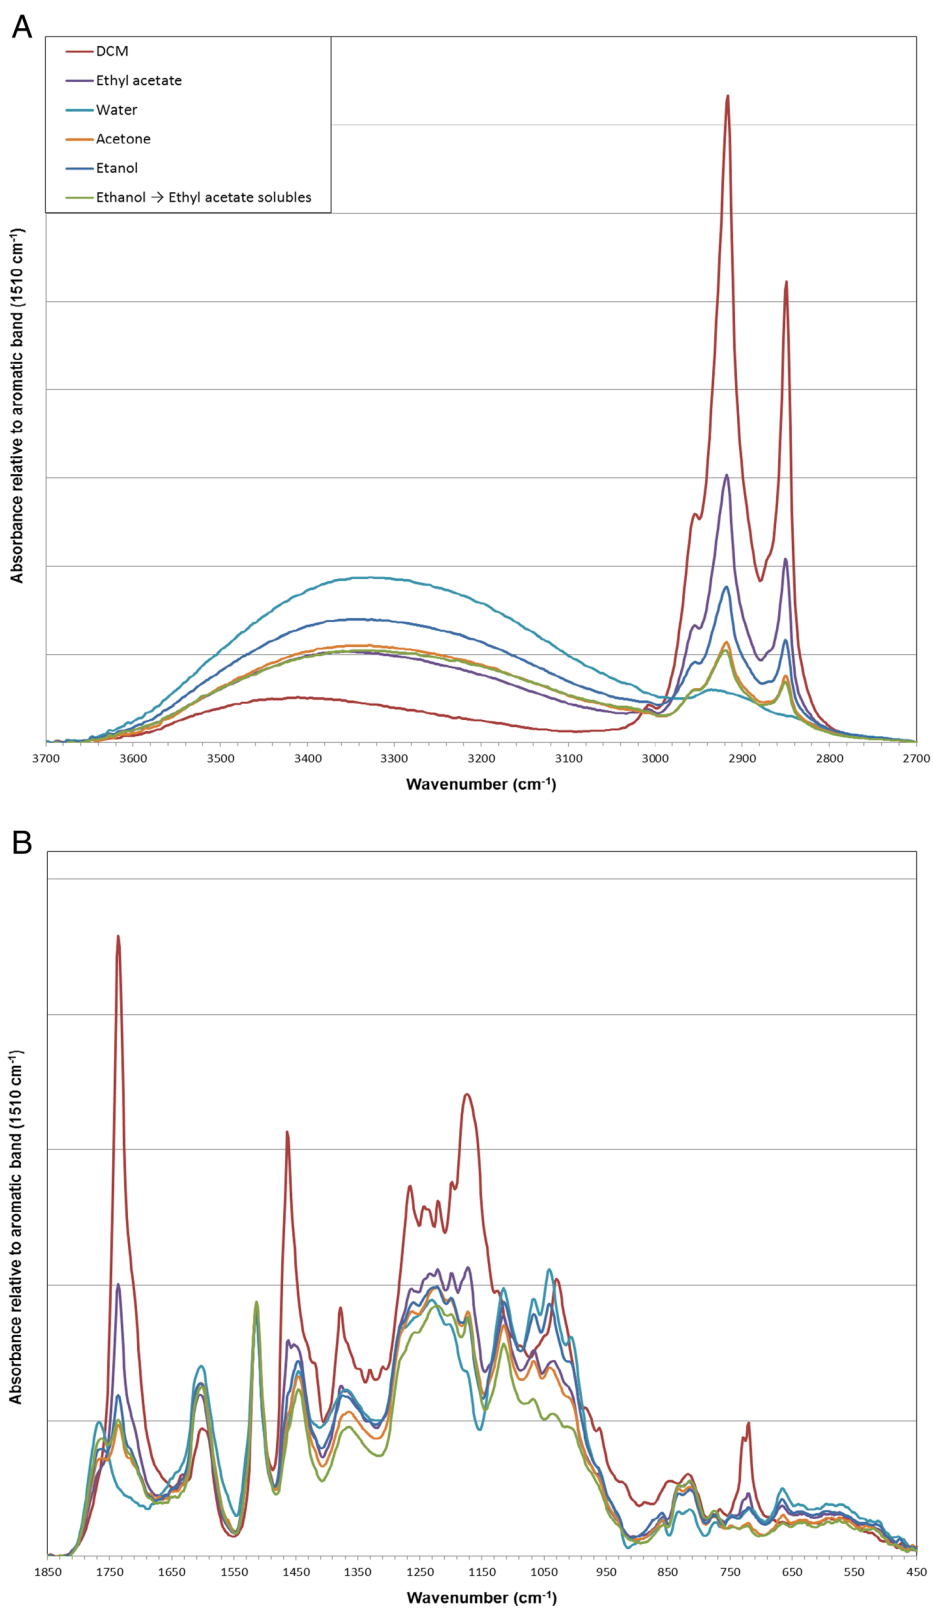 A
DCM
Ethyl acetate
Water
Acetone
Etanol
Ethanol → Ethyl acetate solubles
Absorbance relative to aromatic band (1510 cm-1)
3700 3600 3500 3400 3300 3200 3100 3000 2900 2800 2700
Wavenumber (cm-1)
B
Absorbance relative to aromatic band (1510 cm-1)
1850 1750 1650 1550 1450 1350 1250 1150 1050 950 850 750 650 550 450
Wavenumber (cm-1)